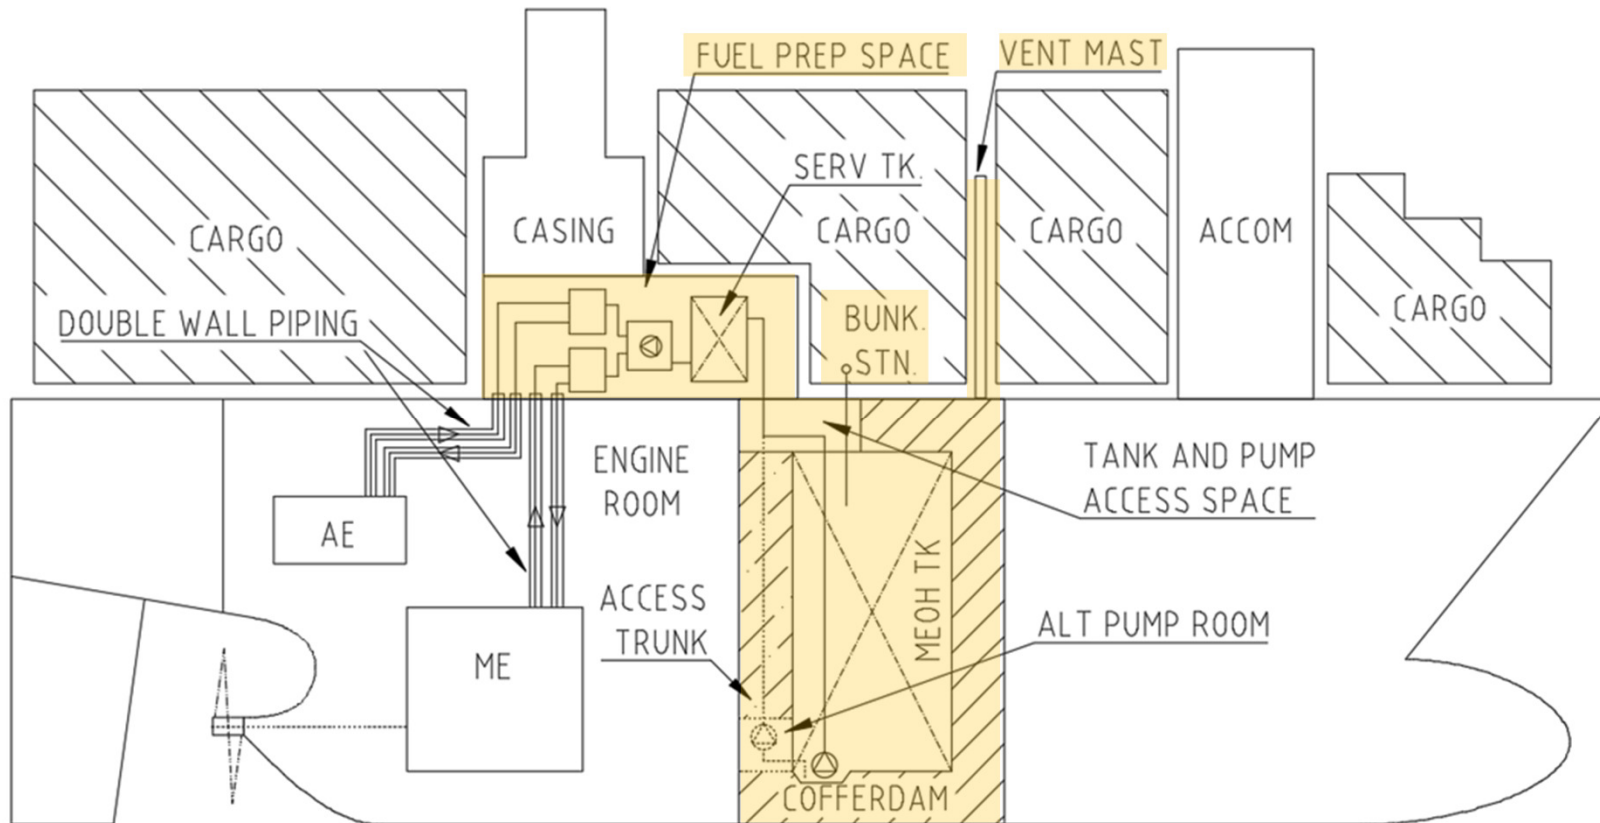 FUEL PREP SPACE
VENT MAST
SERV TK.
CARGO
CASING
CARGO
CARGO
ACCOM
CARGO
DOUBLE WALL PIPING
BUNK.
STN.
ENGINE
ROOM
TANK AND PUMP
ACCESS SPACE
AE
ACCESS
TRUNK
MEOH TK
ALT PUMP ROOM
ME
COFFERDAM